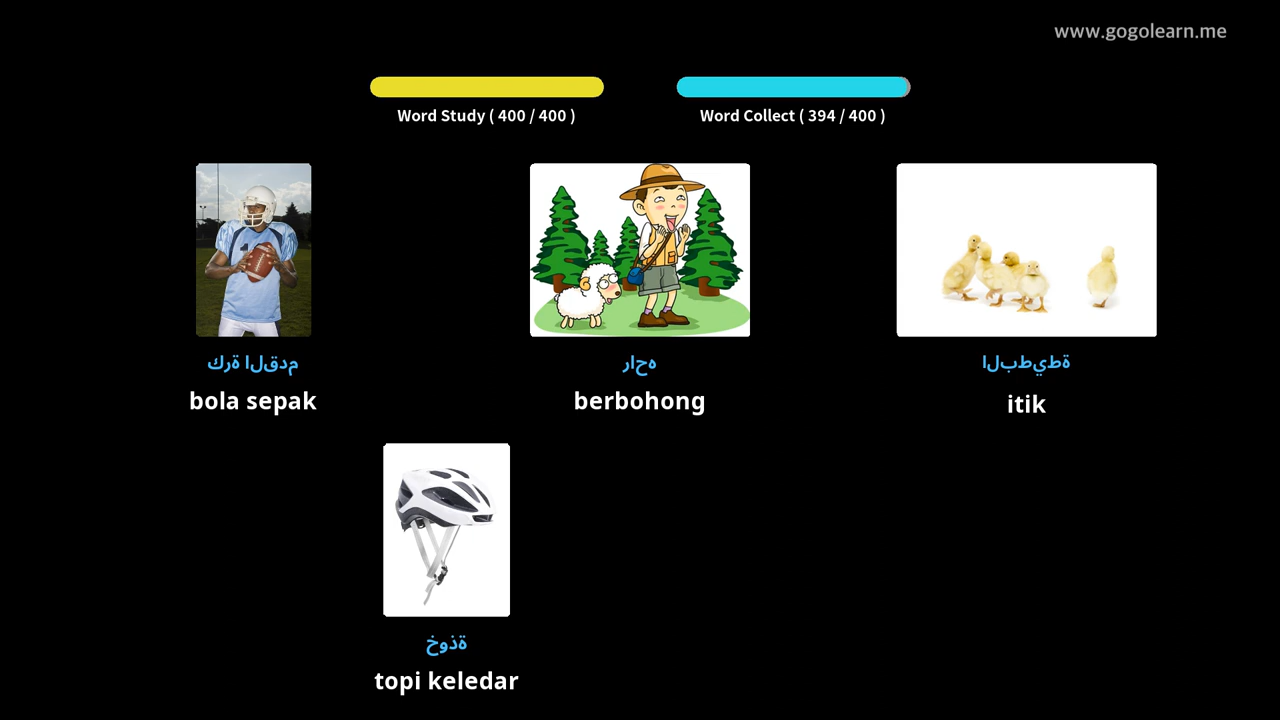 www.gogolearn.me
Word Study ( 400 / 400 )
Word Collect ( 394 / 400 )
كرة القدم
bola sepak
راحه
berbohong
البطيطة
itik
خوذة
topi keledar